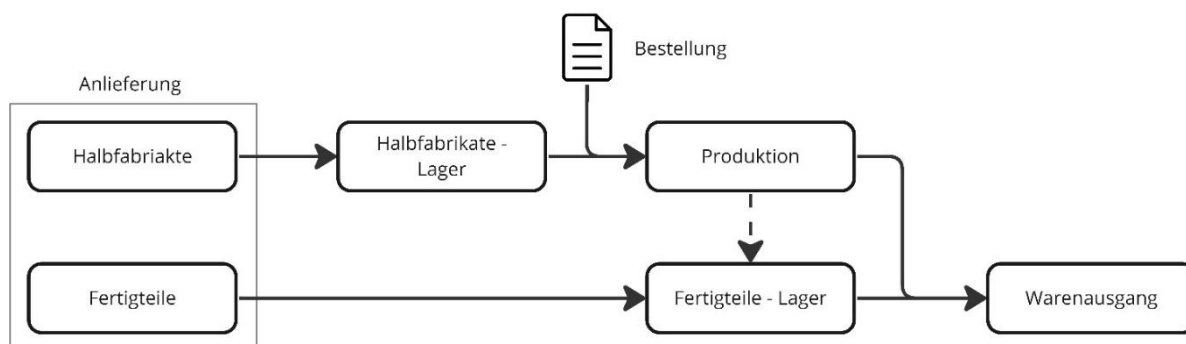 Bestellung
Anlieferung
Halbfabriakte
Halbfabrikate -
Lager
Produktion
Fertigteile
Fertigteile - Lager
Warenausgang